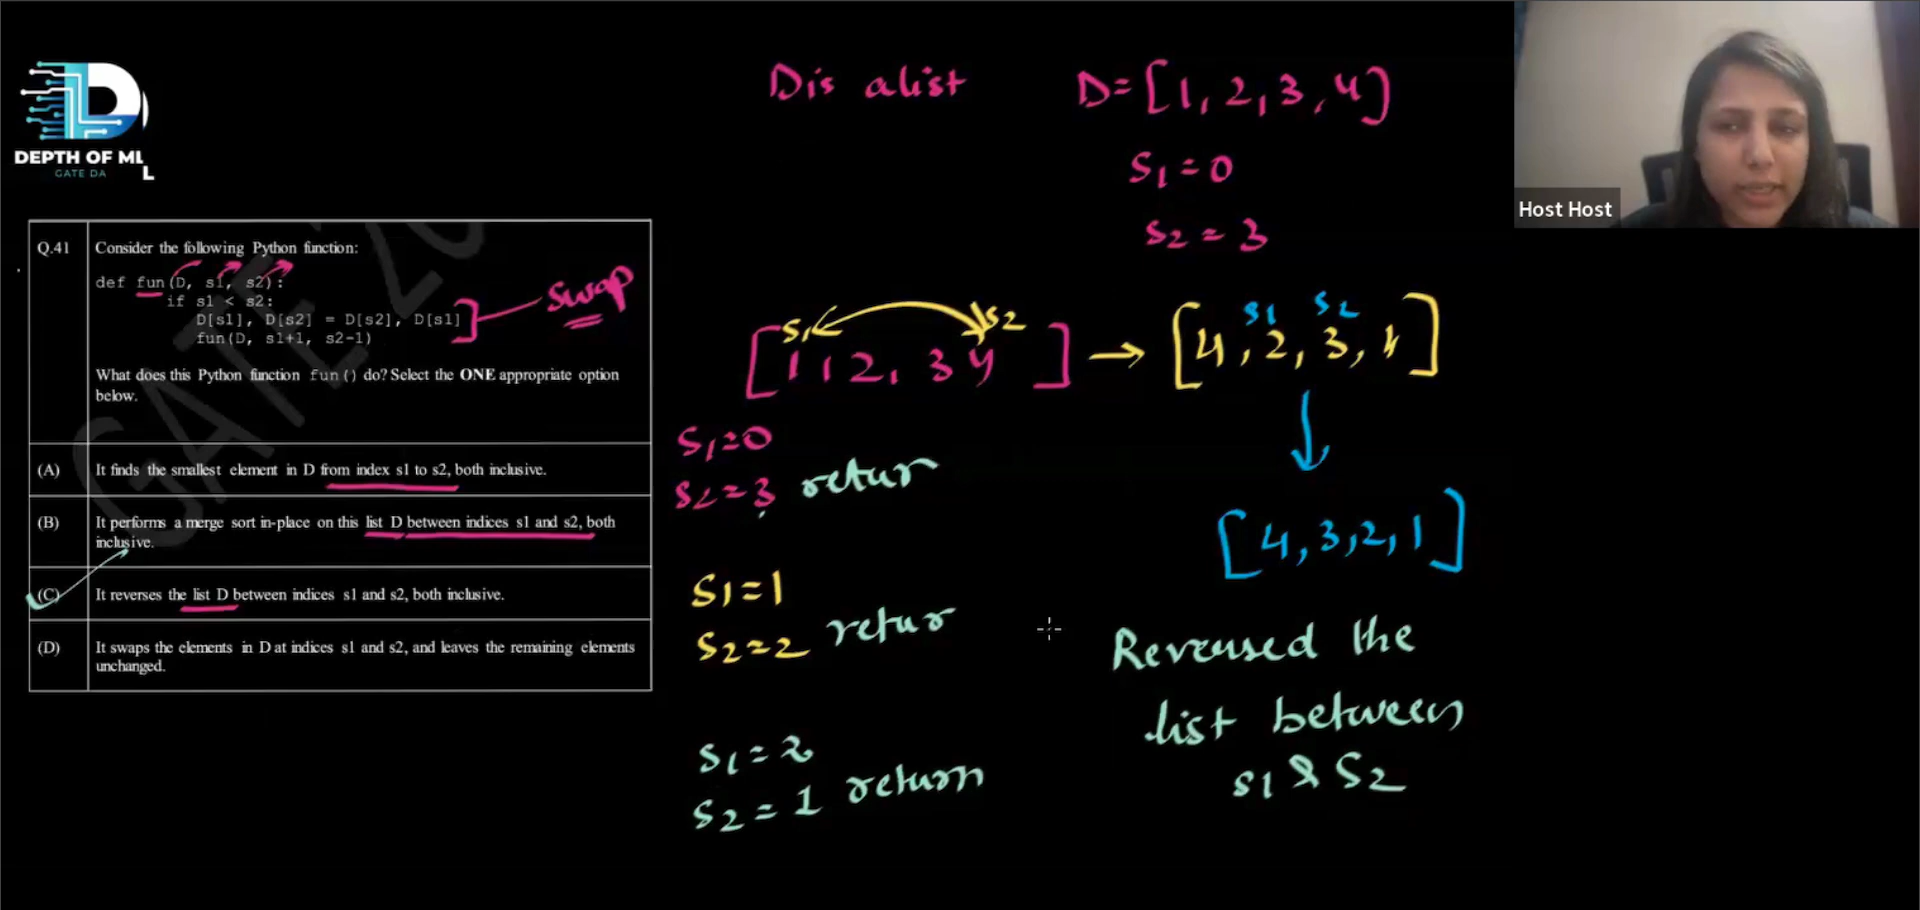 DEPTH OF ML
L
GATE DA
Q.41
Consider the following Python function:
def fun(D, s1, s2):
if s1 < s2:
D[s1], D[s2] = D[s2], D[s1]
fun(D, s1+1, s2-1)
What does this Python function fun() do? Select the ONE appropriate option
below.
(A) It finds the smallest element in D from index s1 to s2, both inclusive.
(B) It performs a merge sort in-place on this list D between indices s1 and s2, both
inclusive.
(C) It reverses the list D between indices s1 and s2, both inclusive.
(D) It swaps the elements in D at indices s1 and s2, and leaves the remaining elements
unchanged.
swap
D is a list
D=[1,2,3,4]
S1=0
S2=3
S1 S2
[1,2,3 4] →
S1 S2
[4,2,3,4]
S1=0
S2=3 retur
[4,3,2,1]
S1=1
S2=2 retur
Reversed the
list between
S1 & S2
S1=2
S2=1 return
Host Host